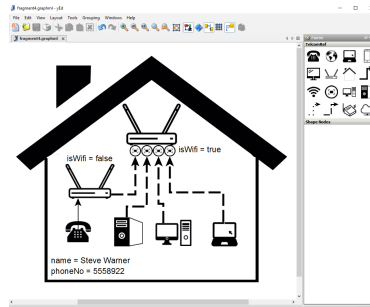 fragment4.graphml - yEd
File Edit View Layout Tools Grouping Windows Help
fragment4.graphml
Palette
isWifi = true
isWifi = false
name = Steve Warner
phoneNo = 5558922
Shape Nodes